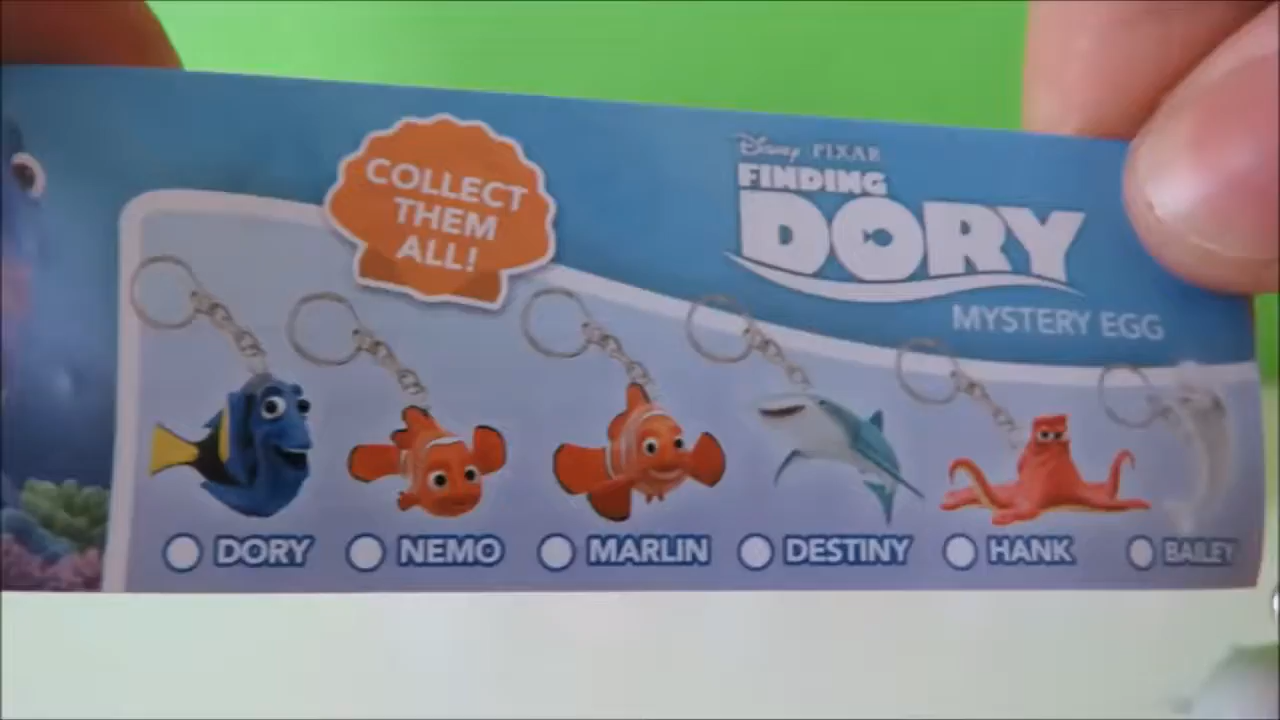 COLLECT
THEM
ALL!
Disney PIXAR
FINDING
DORY
MYSTERY EGG
DORY NEMO MARLIN DESTINY HANK BAILEY